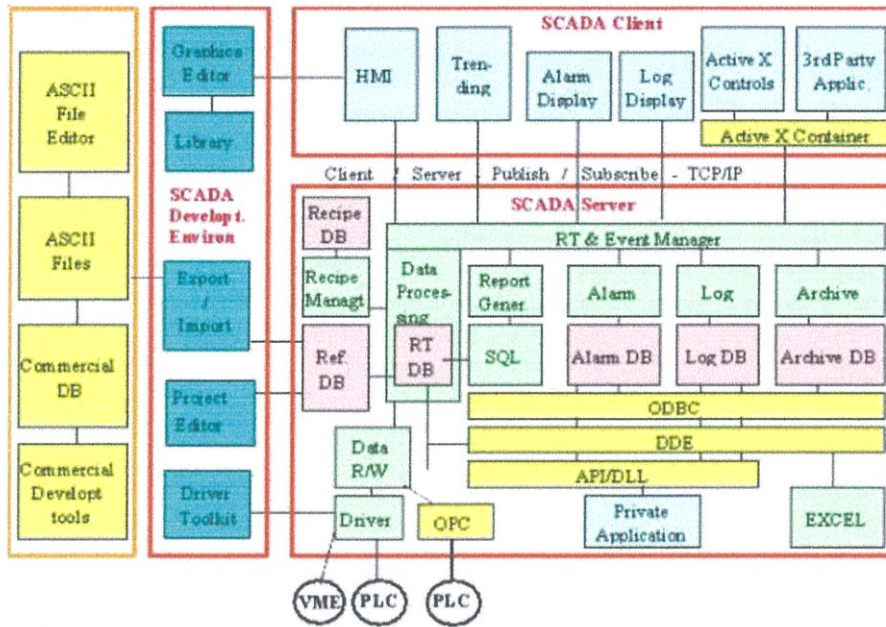 SCADA Client
Graphics
Editor
HMI
Tren-
ding
Alarm
Display
Log
Display
Active X
Controls
3rd Party
Applic.
Active X Container
ASCII
File
Editor
Library
Client / Server - Publish / Subscribe - TCP/IP
SCADA
Developt.
Environ
SCADA Server
Recipe
DB
RT & Event Manager
ASCII
Files
Export
/
Import
Recipe
Managt
Data
Proces-
sing
Report
Gener
Alarm
Log
Archive
Ref.
DB
RT
DB
SQL
Alarm DB
Log DB
Archive DB
Commercial
DB
Project
Editor
ODBC
DDE
API/DLL
Data
R/W
Commercial
Developt
tools
Driver
Toolkit
Driver
OPC
Private
Application
EXCEL
VME
PLC
PLC